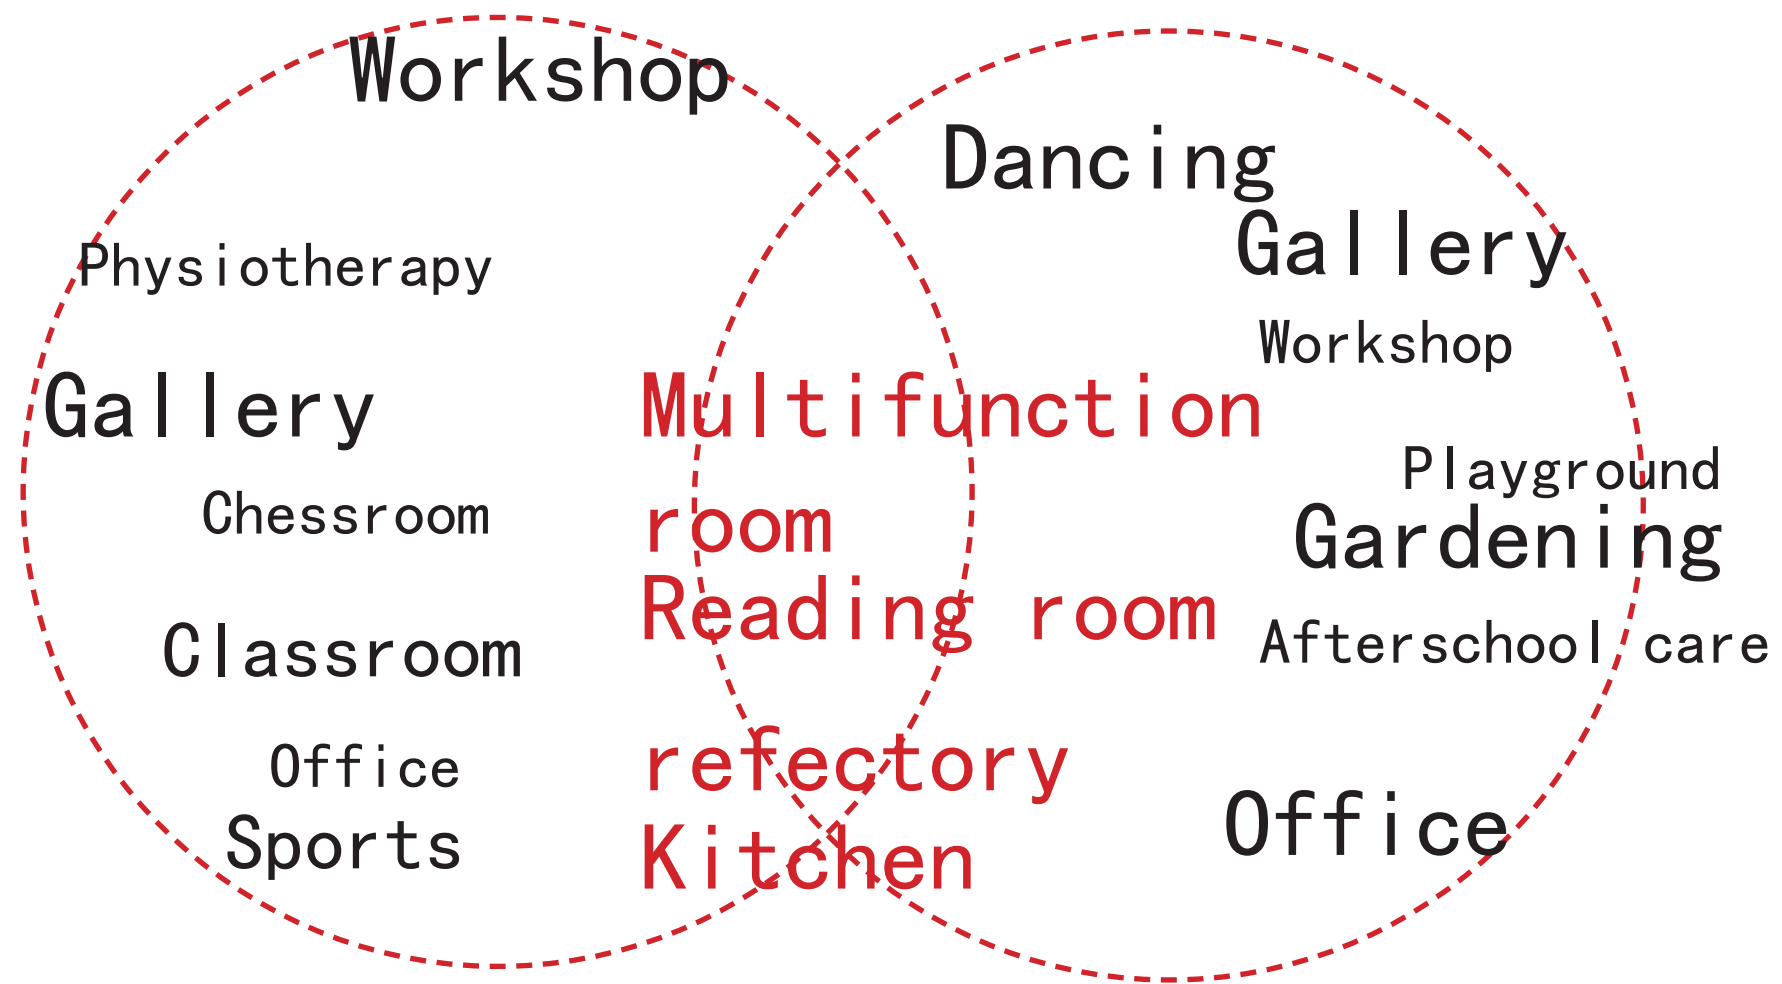 Workshop
Physiotherapy
Gallery
Chessroom
Classroom
Office
Sports
Multifunction
room
Reading room
refectory
Kitchen
Dancing
Gallery
Workshop
Playground
Gardening
Afterschool care
Office